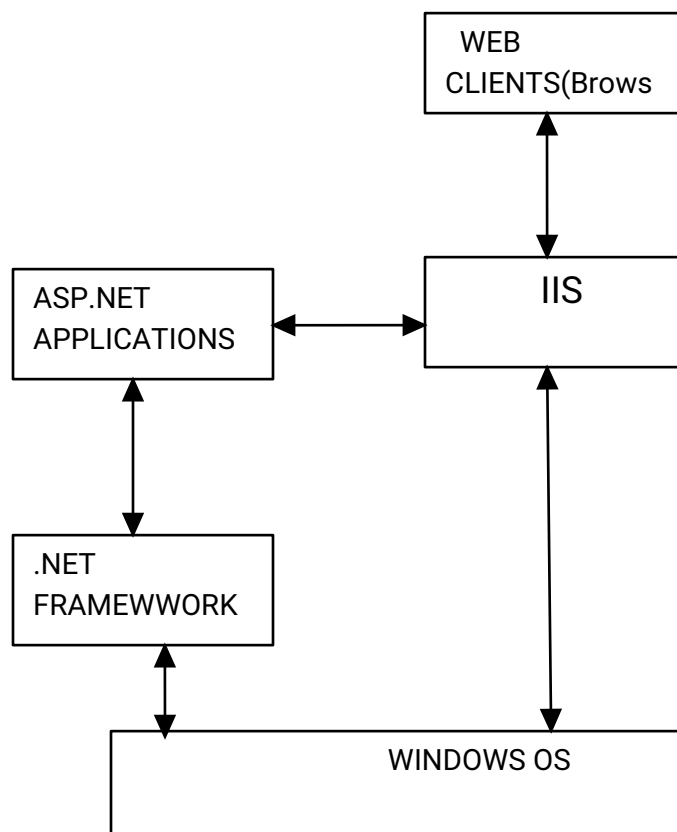 WEB
CLIENTS(Brows
IIS
ASP.NET
APPLICATIONS
.NET
FRAMEWWORK
WINDOWS OS